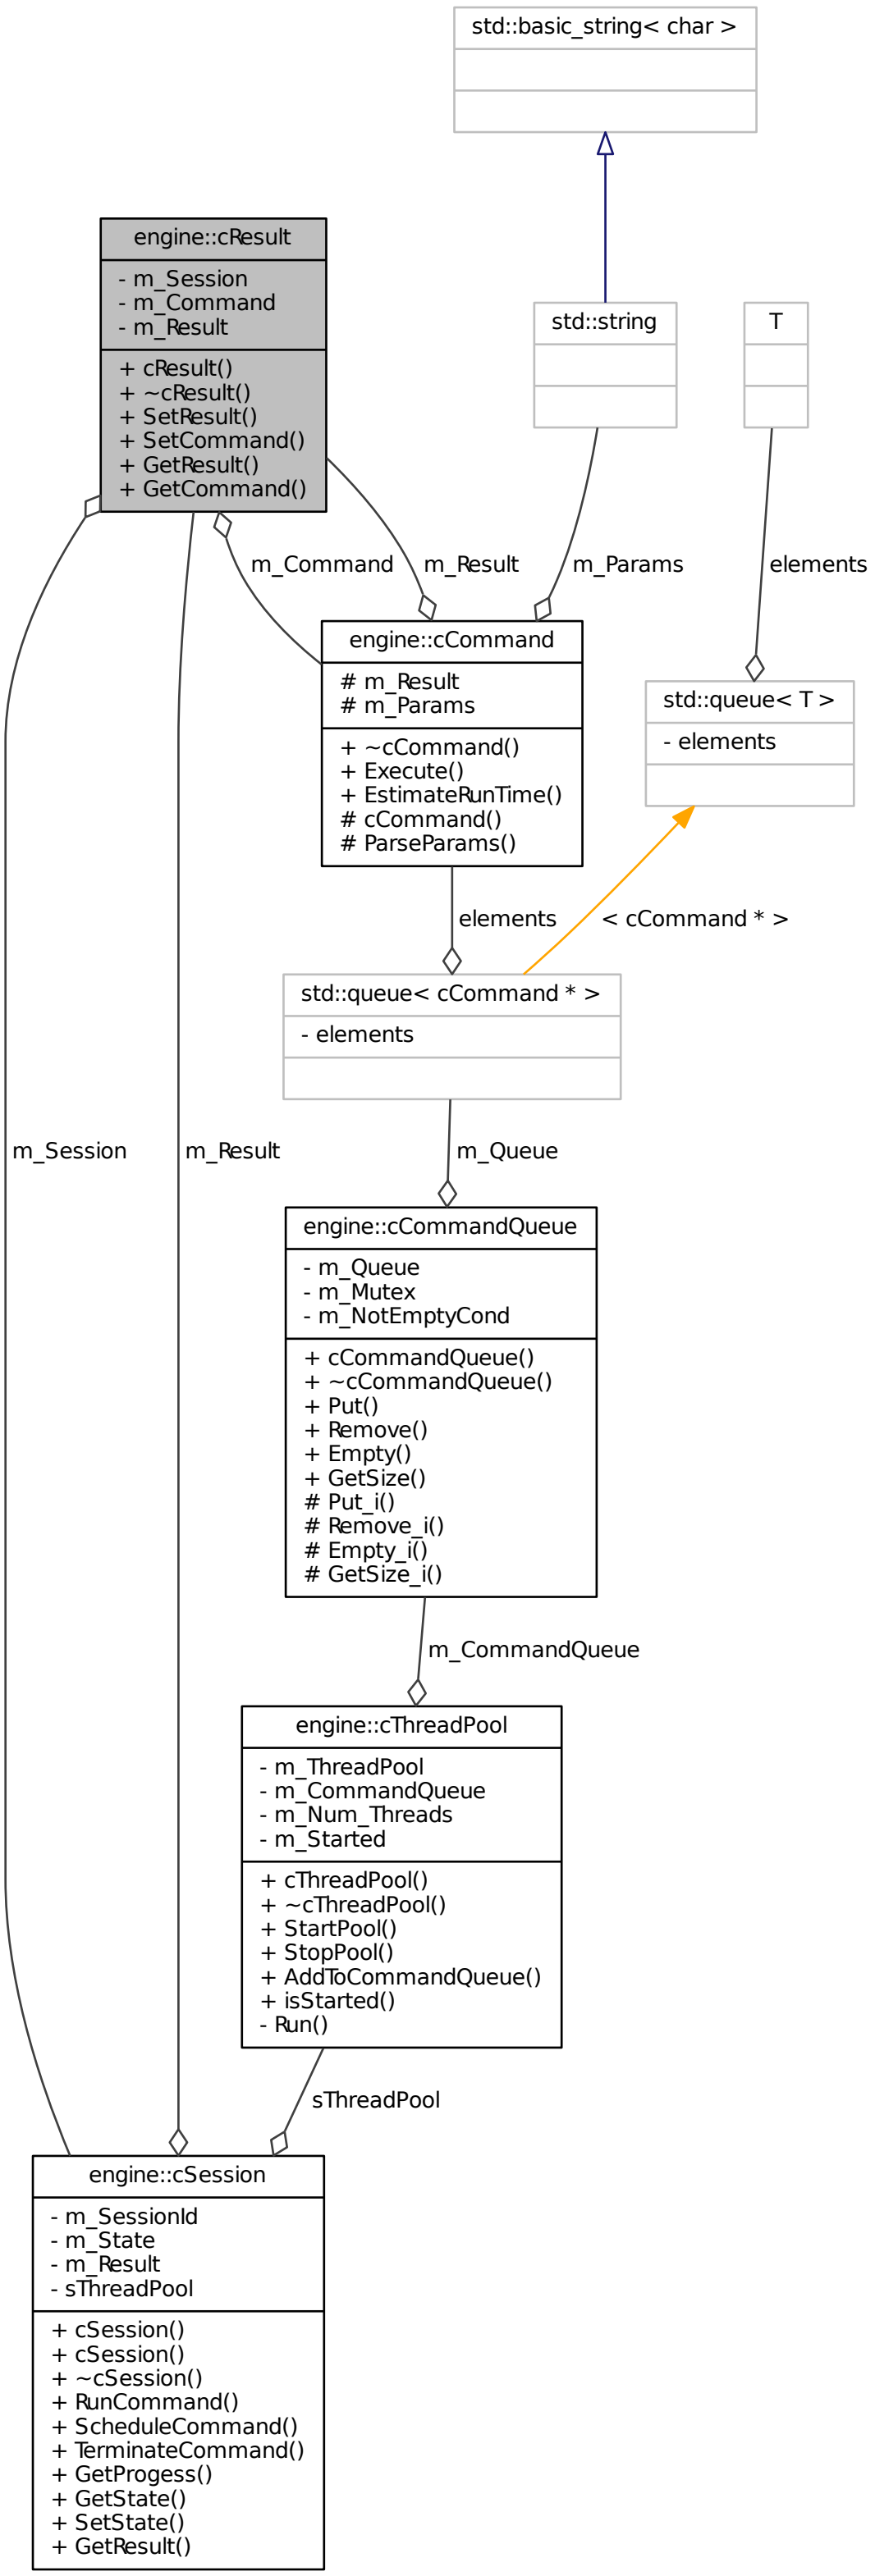 std::basic_string< char >
engine::cResult
- m_Session
- m_Command
- m_Result
+ cResult()
+ ~cResult()
+ SetResult()
+ SetCommand()
+ GetResult()
+ GetCommand()
std::string
T
m_Command
m_Result
m_Params
elements
engine::cCommand
# m_Result
# m_Params
+ ~cCommand()
+ Execute()
+ EstimateRunTime()
# cCommand()
# ParseParams()
std::queue< T >
- elements
elements
< cCommand * >
std::queue< cCommand * >
- elements
m_Session
m_Result
m_Queue
engine::cCommandQueue
- m_Queue
- m_Mutex
- m_NotEmptyCond
+ cCommandQueue()
+ ~cCommandQueue()
+ Put()
+ Remove()
+ Empty()
+ GetSize()
# Put_i()
# Remove_i()
# Empty_i()
# GetSize_i()
m_CommandQueue
engine::cThreadPool
- m_ThreadPool
- m_CommandQueue
- m_Num_Threads
- m_Started
+ cThreadPool()
+ ~cThreadPool()
+ StartPool()
+ StopPool()
+ AddToCommandQueue()
+ isStarted()
- Run()
sThreadPool
engine::cSession
- m_SessionId
- m_State
- m_Result
- sThreadPool
+ cSession()
+ cSession()
+ ~cSession()
+ RunCommand()
+ ScheduleCommand()
+ TerminateCommand()
+ GetProgess()
+ GetState()
+ SetState()
+ GetResult()